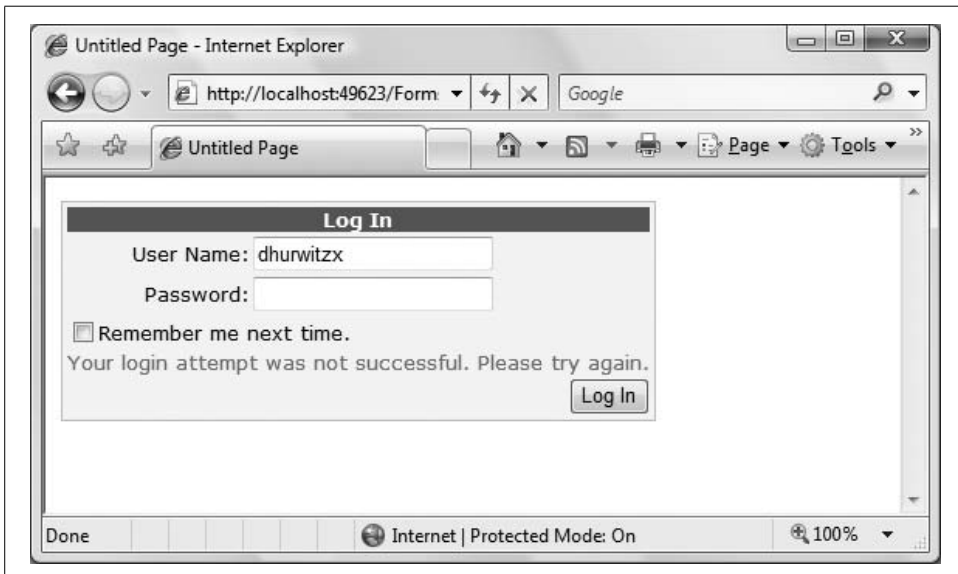 Untitled Page - Internet Explorer
http://localhost:49623/Form
Google
Untitled Page
Page
Tools
»
Log In
User Name: dhurwitzx
Password:
Remember me next time.
Your login attempt was not successful. Please try again.
Log In
Done
Internet | Protected Mode: On
100%